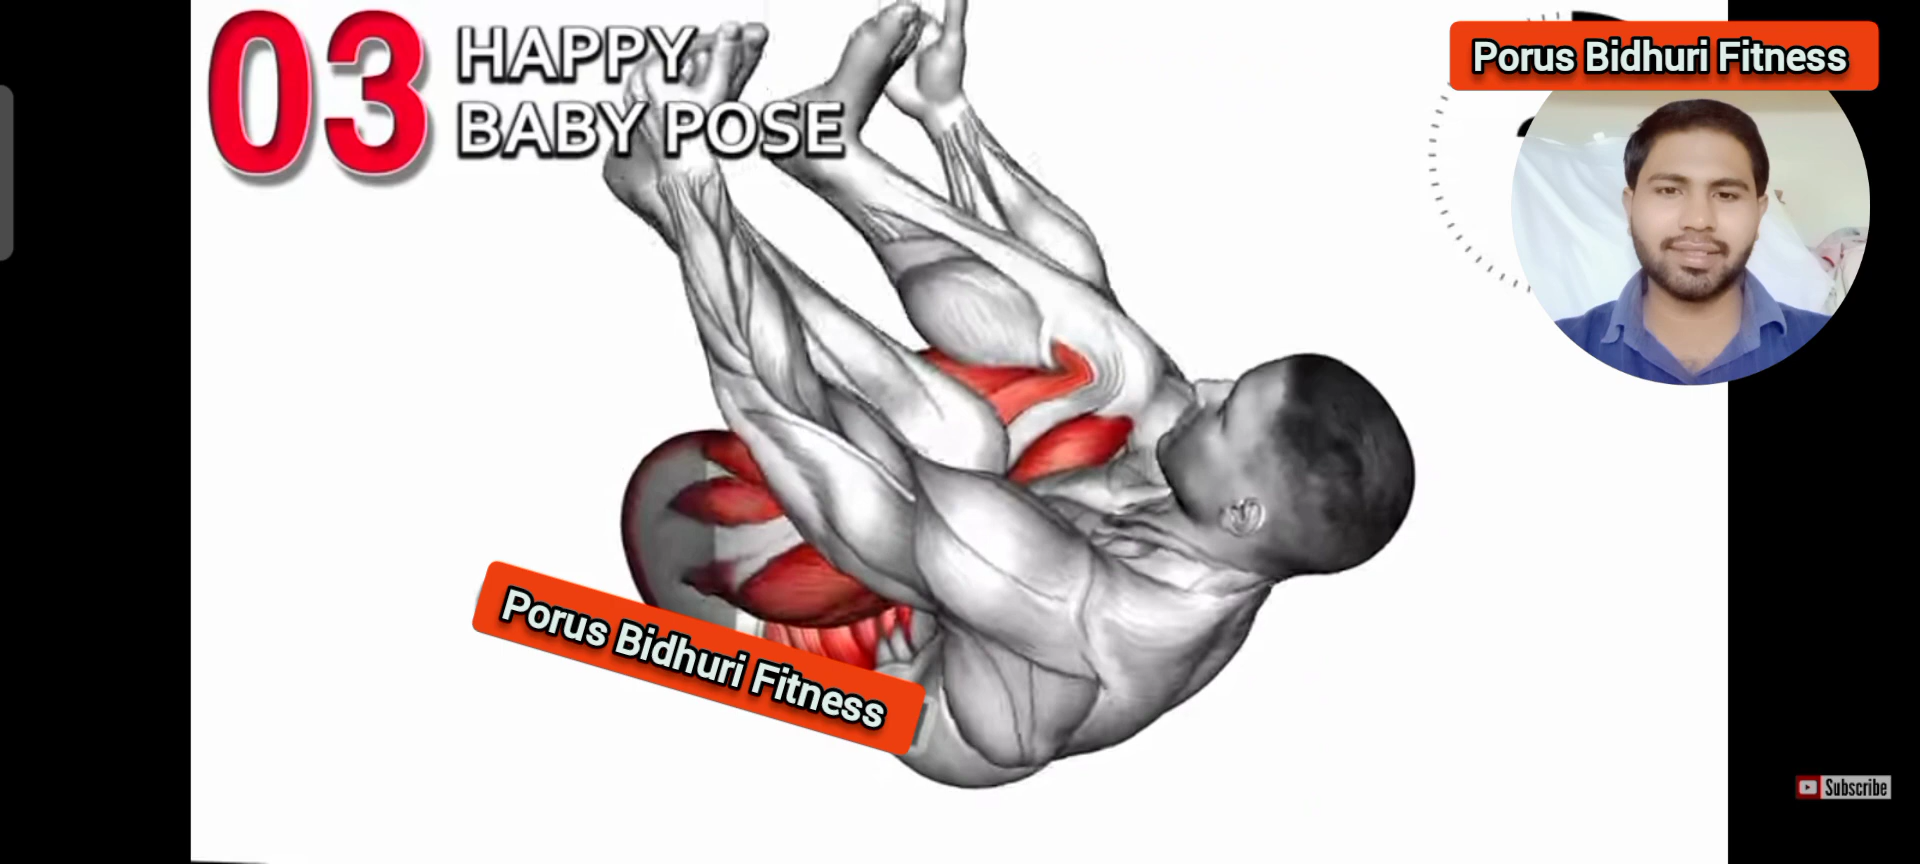 03
HAPPY
BABY POSE
Porus Bidhuri Fitness
Porus Bidhuri Fitness
Subscribe